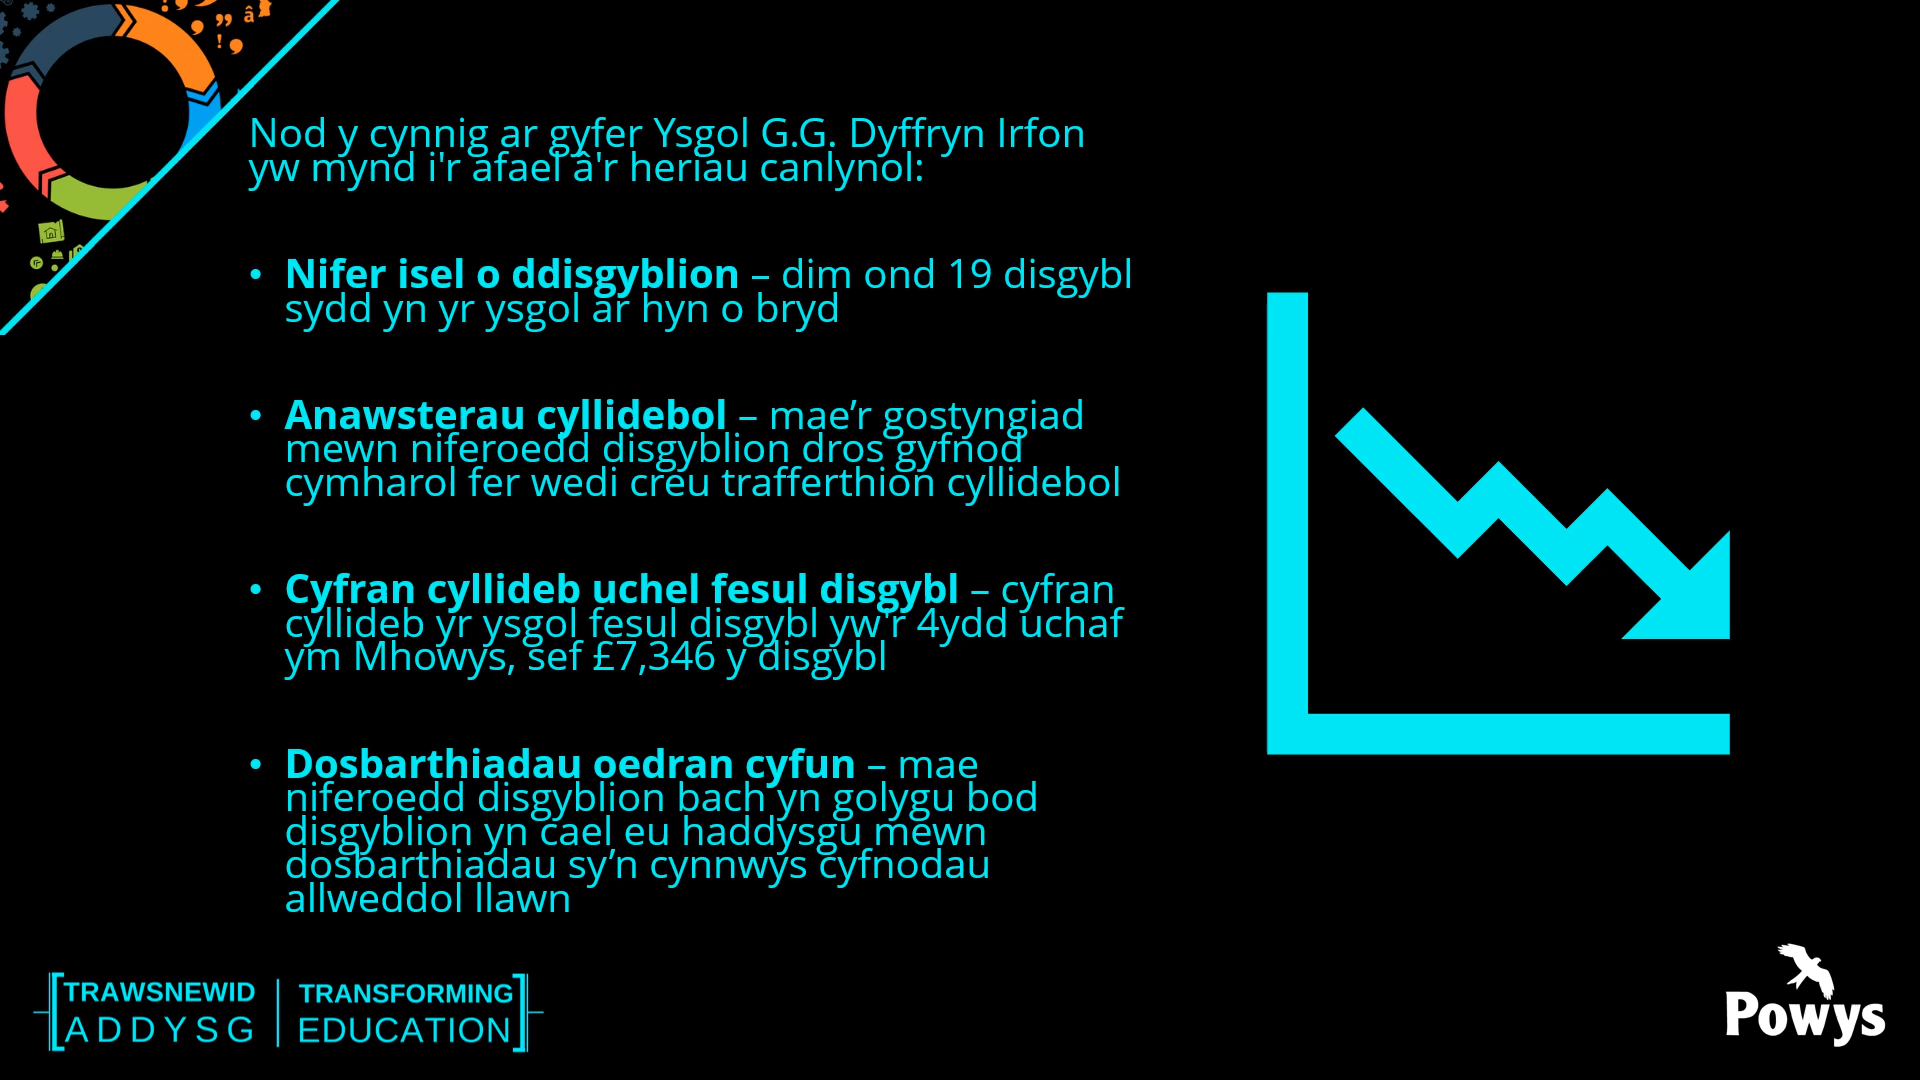 Nod y cynnig ar gyfer Ysgol G.G. Dyffryn Irfon
yw mynd i'r afael â'r heriau canlynol:
• Nifer isel o ddisgyblion – dim ond 19 disgybl
sydd yn yr ysgol ar hyn o bryd
• Anawsterau cyllidebol – mae’r gostyngiad
mewn niferoedd disgyblion dros gyfnod
cymharol fer wedi creu trafferthion cyllidebol
• Cyfran cyllideb uchel fesul disgybl – cyfran
cyllideb yr ysgol fesul disgybl yw'r 4ydd uchaf
ym Mhowys, sef £7,346 y disgybl
• Dosbarthiadau oedran cyfun – mae
niferoedd disgyblion bach yn golygu bod
disgyblion yn cael eu haddysgu mewn
dosbarthiadau sy’n cynnwys cyfnodau
allweddol llawn
TRAWSNEWID
ADDYSG
TRANSFORMING
EDUCATION
Powys